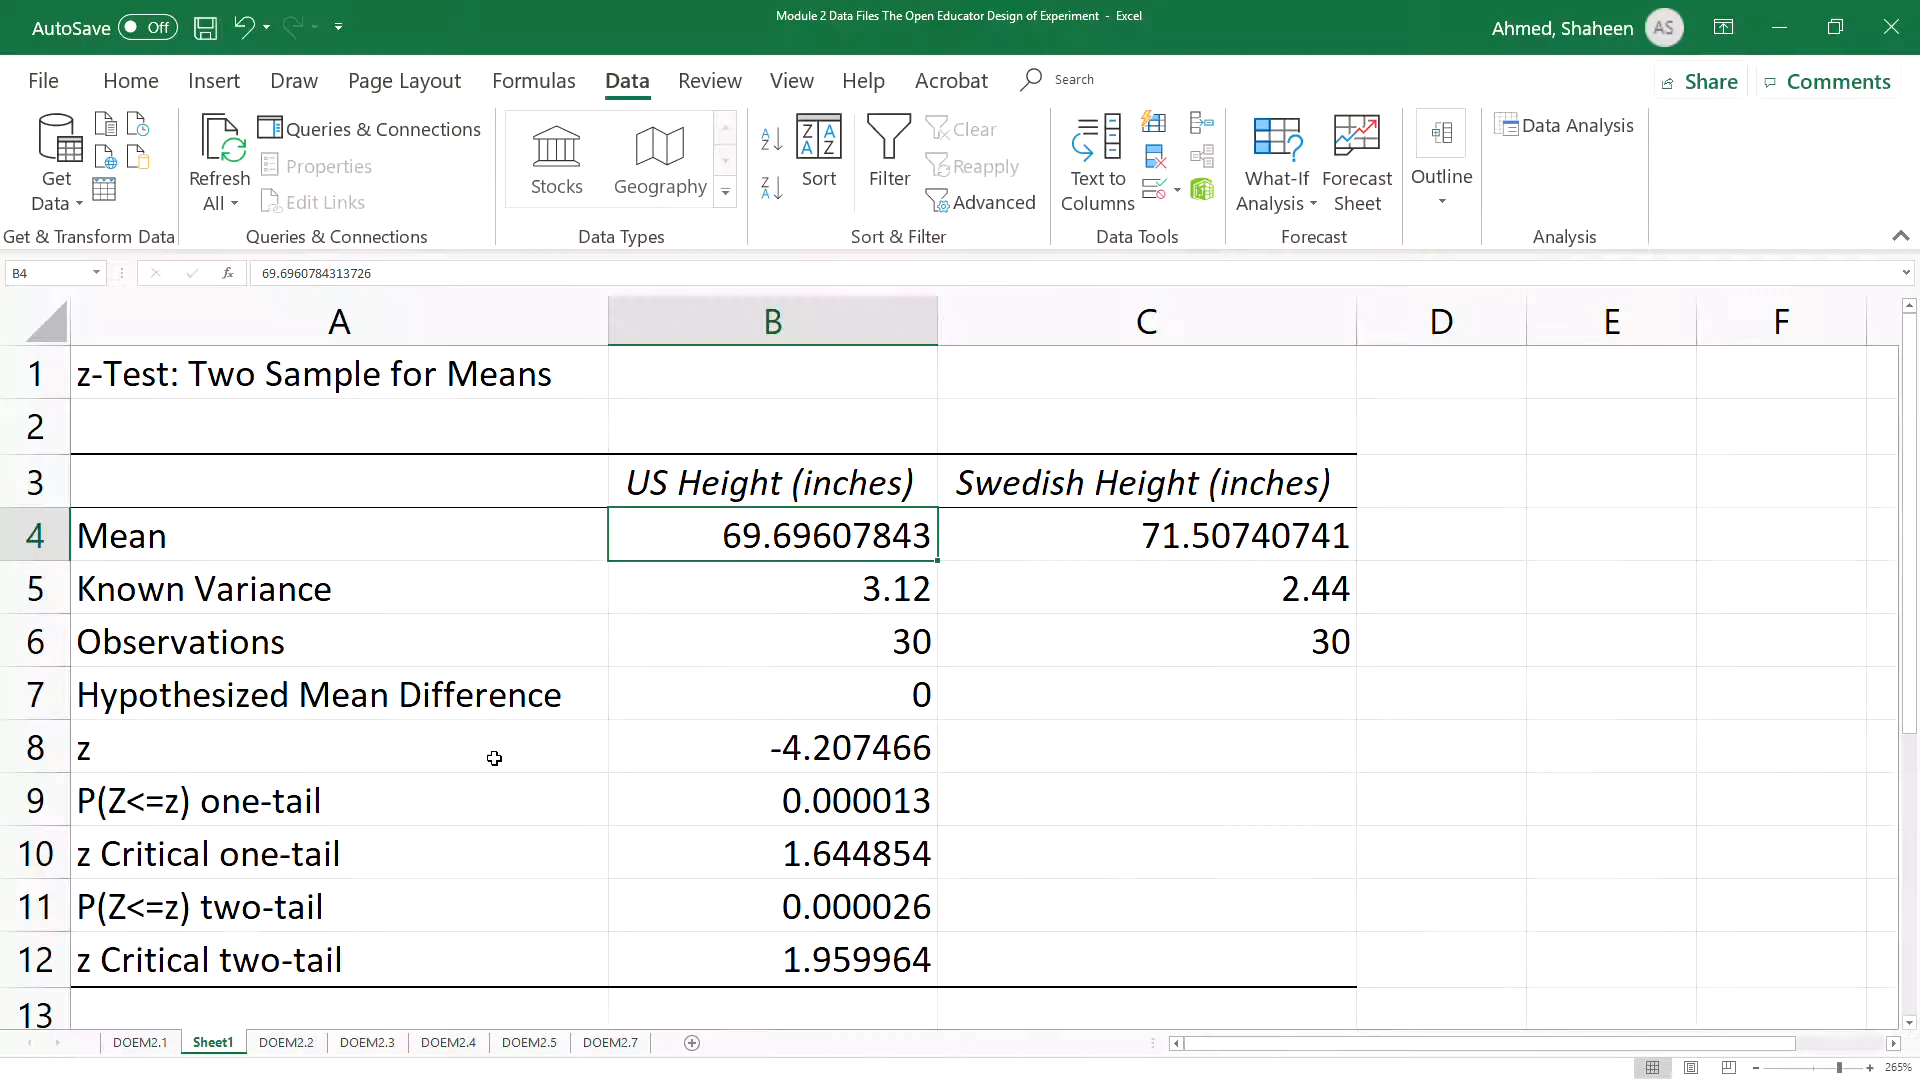 AutoSave Off
Module 2 Data Files The Open Educator Design of Experiment - Excel
Ahmed, Shaheen AS
File Home Insert Draw Page Layout Formulas Data Review View Help Acrobat Search
Share Comments
Get Data
Refresh All
Queries & Connections
Properties
Edit Links
Stocks
Geography
Sort
Filter
Clear
Reapply
Advanced
Text to Columns
What-If Analysis
Forecast Sheet
Outline
Data Analysis
Get & Transform Data
Queries & Connections
Data Types
Sort & Filter
Data Tools
Forecast
Analysis
B4 fx 69.6960784313726
A B C D E F
1 z-Test: Two Sample for Means
2
3 US Height (inches) Swedish Height (inches)
4 Mean 69.69607843 71.50740741
5 Known Variance 3.12 2.44
6 Observations 30 30
7 Hypothesized Mean Difference 0
8 z -4.207466
9 P(Z<=z) one-tail 0.000013
10 z Critical one-tail 1.644854
11 P(Z<=z) two-tail 0.000026
12 z Critical two-tail 1.959964
13
DOEM2.1 Sheet1 DOEM2.2 DOEM2.3 DOEM2.4 DOEM2.5 DOEM2.7
265%